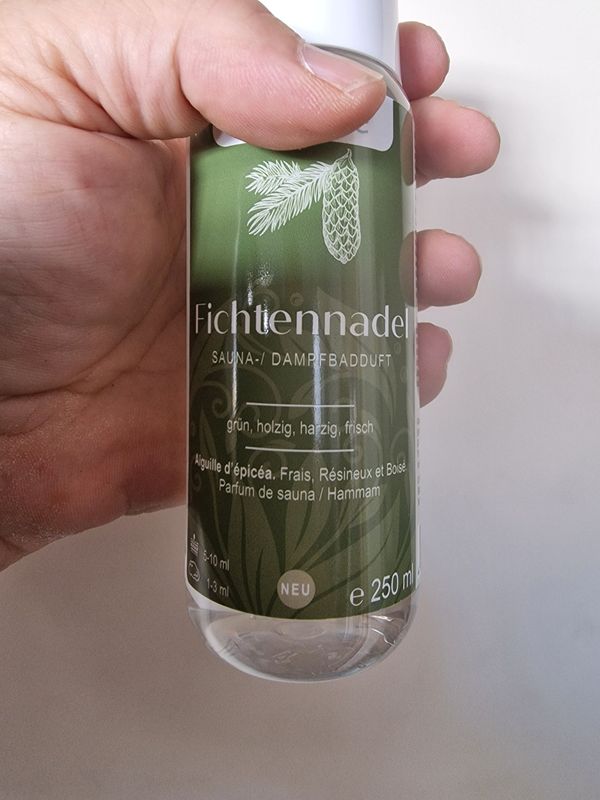 Fichtennadel
SAUNA-/ DAMPFBADDUFT
grün, holzig, harzig, frisch
Aiguille d'épicéa. Frais, Résineux et Boisé.
Parfum de sauna / Hammam
5-10 ml
1-3 ml
NEU
e 250 ml